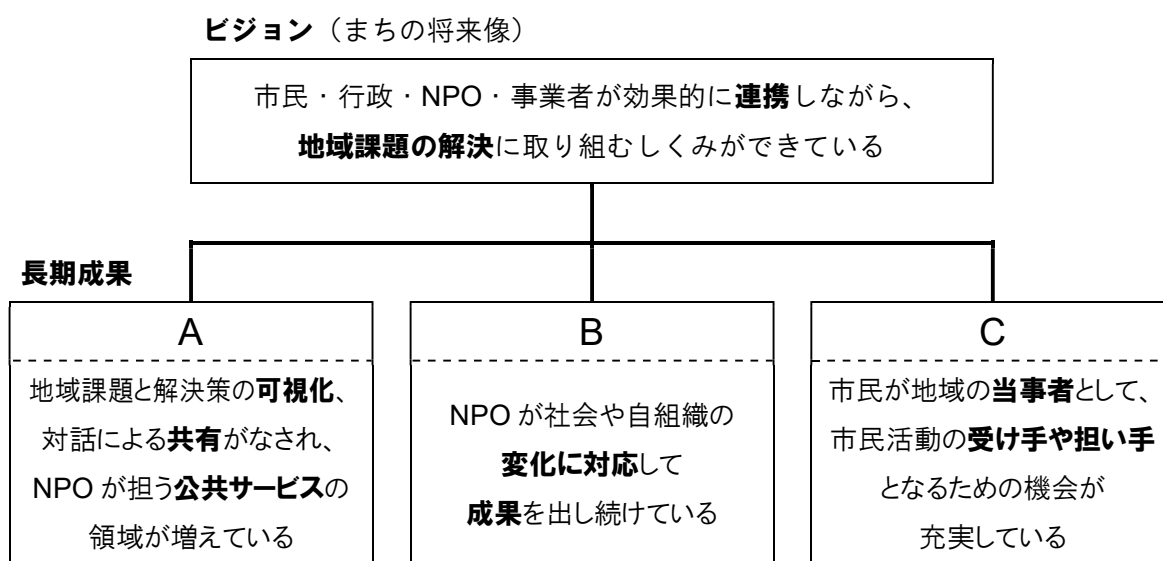 ビジョン(まちの将来像)
市民・行政・NPO・事業者が効果的に連携しながら、
地域課題の解決に取り組むしくみができている
長期成果
A
地域課題と解決策の可視化、
対話による共有がなされ、
NPOが担う公共サービスの
領域が増えている
B
NPOが社会や自組織の
変化に対応して
成果を出し続けている
C
市民が地域の当事者として、
市民活動の受け手や担い手
となるための機会が
充実している